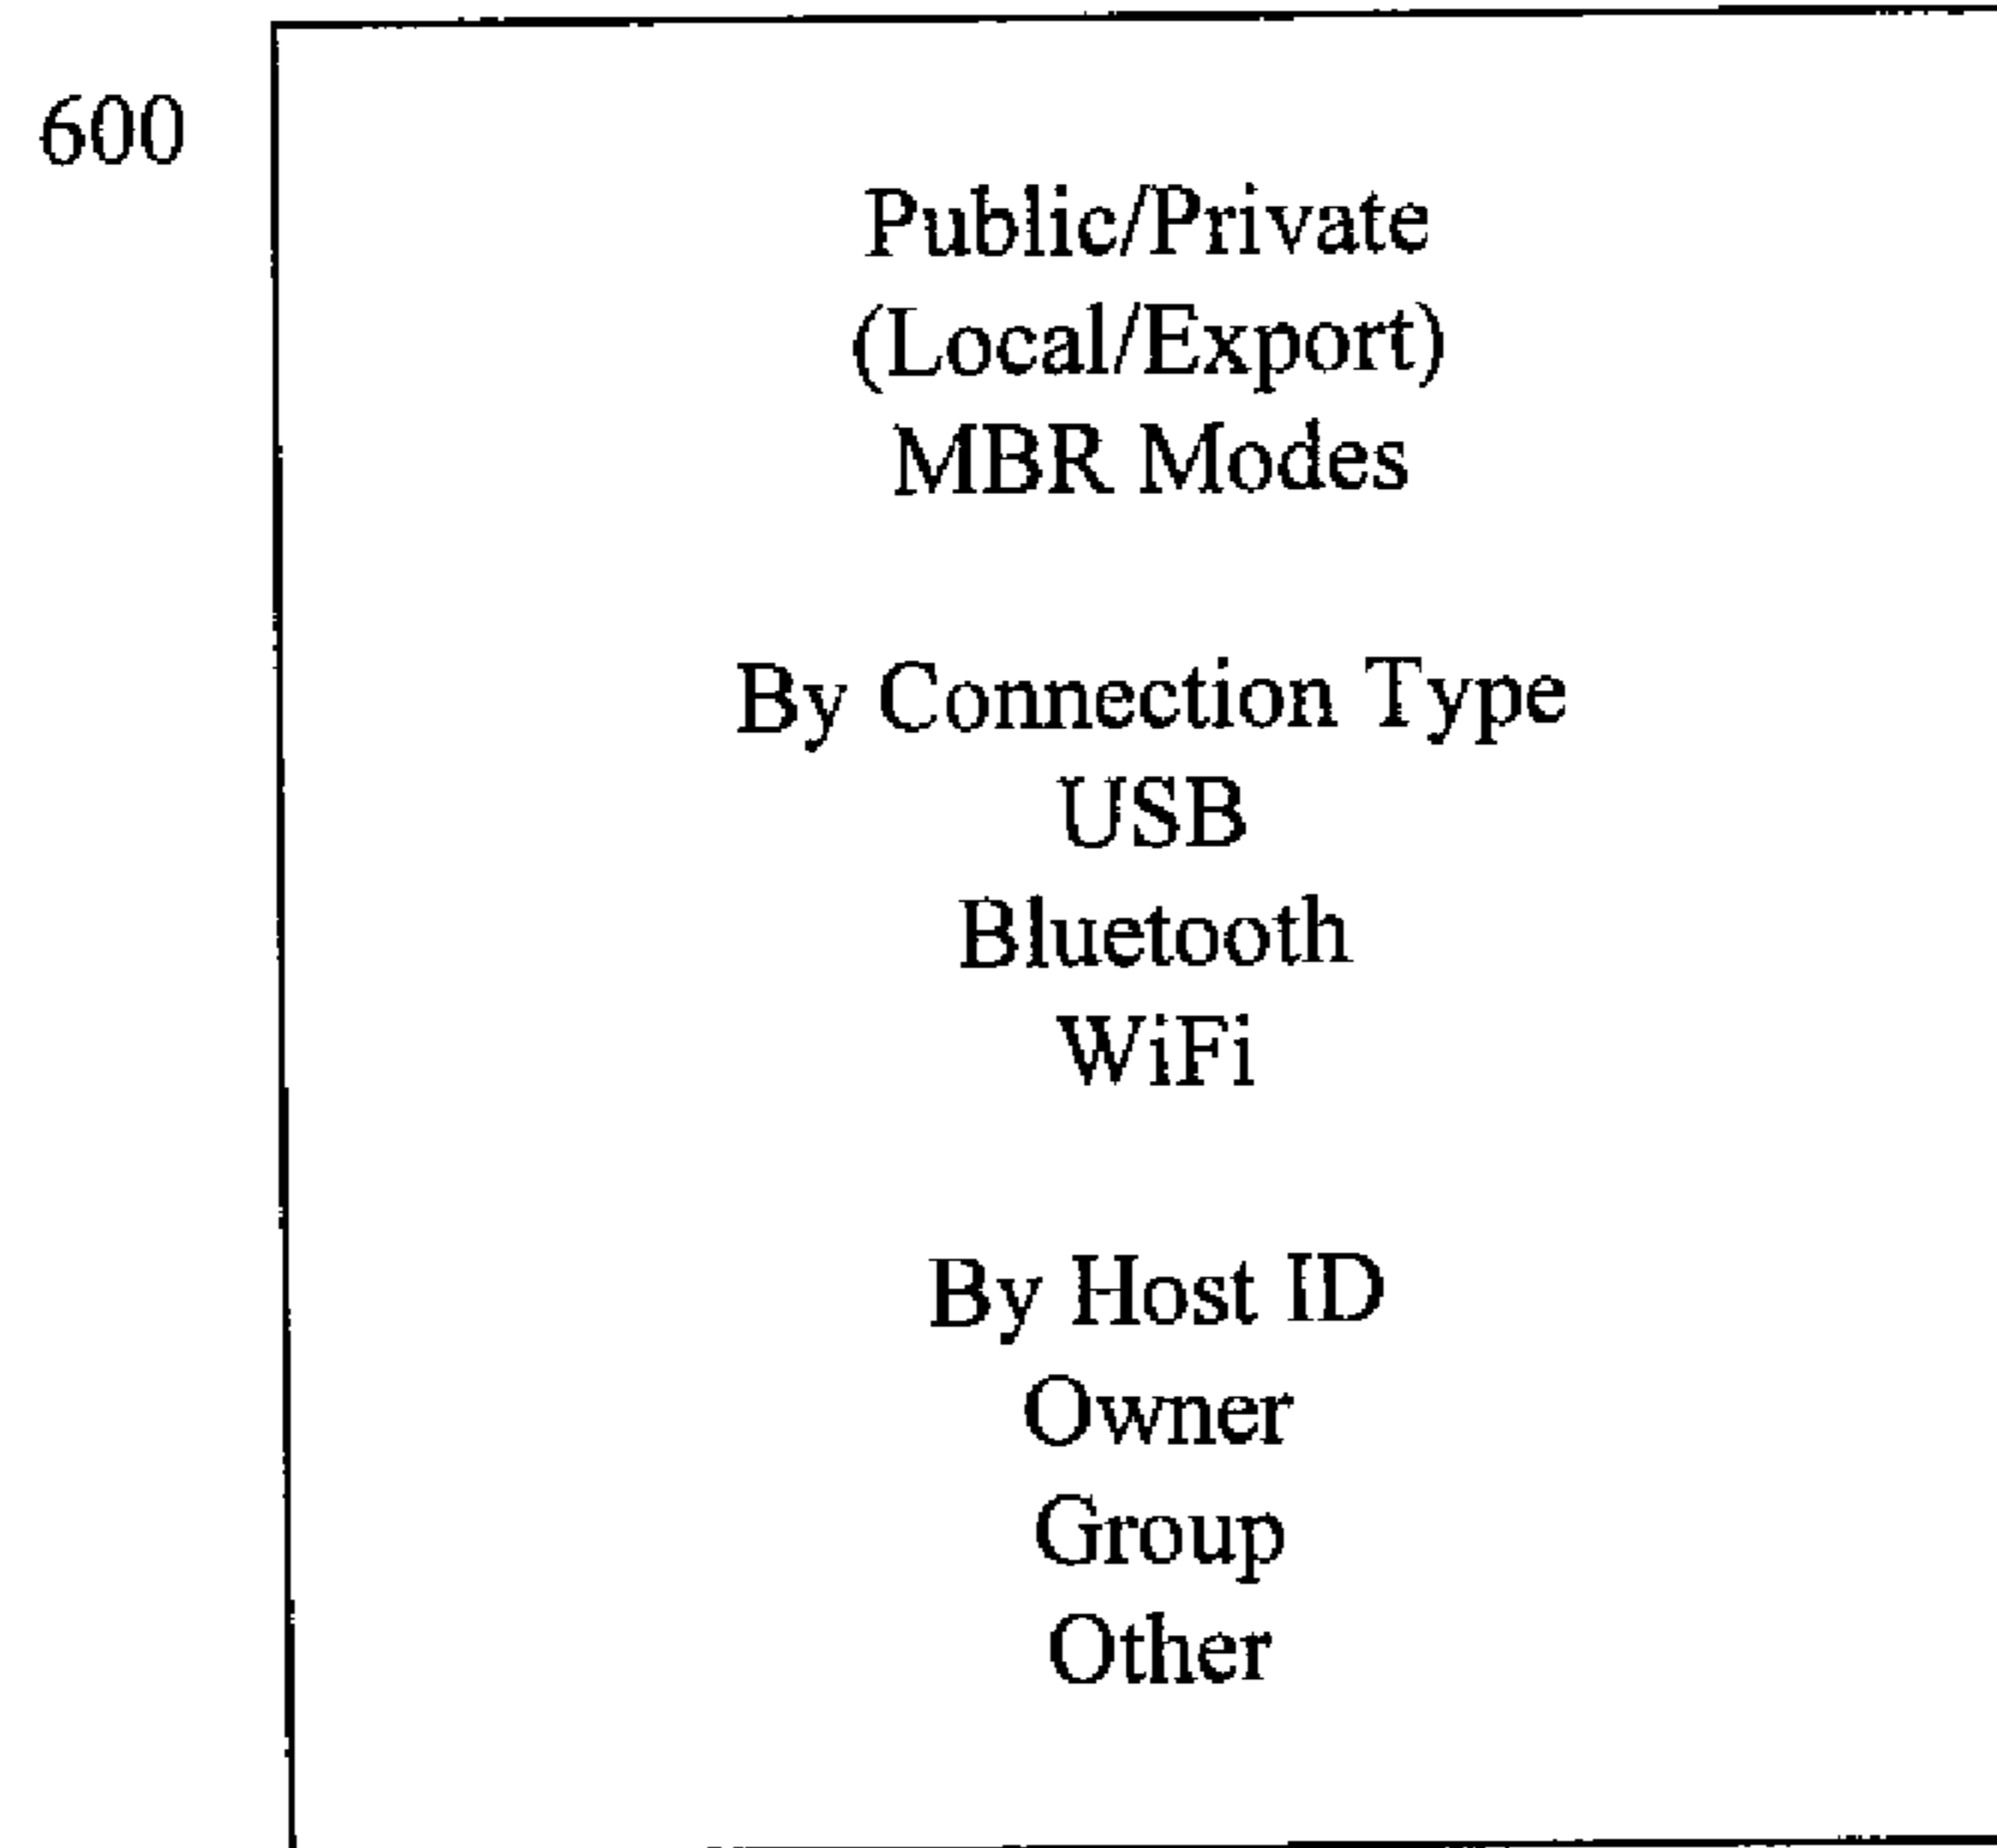 600
Public/Private
(Local/Export)
MBR Modes
By Connection Type
USB
Bluetooth
WiFi
By Host ID
Owner
Group
Other